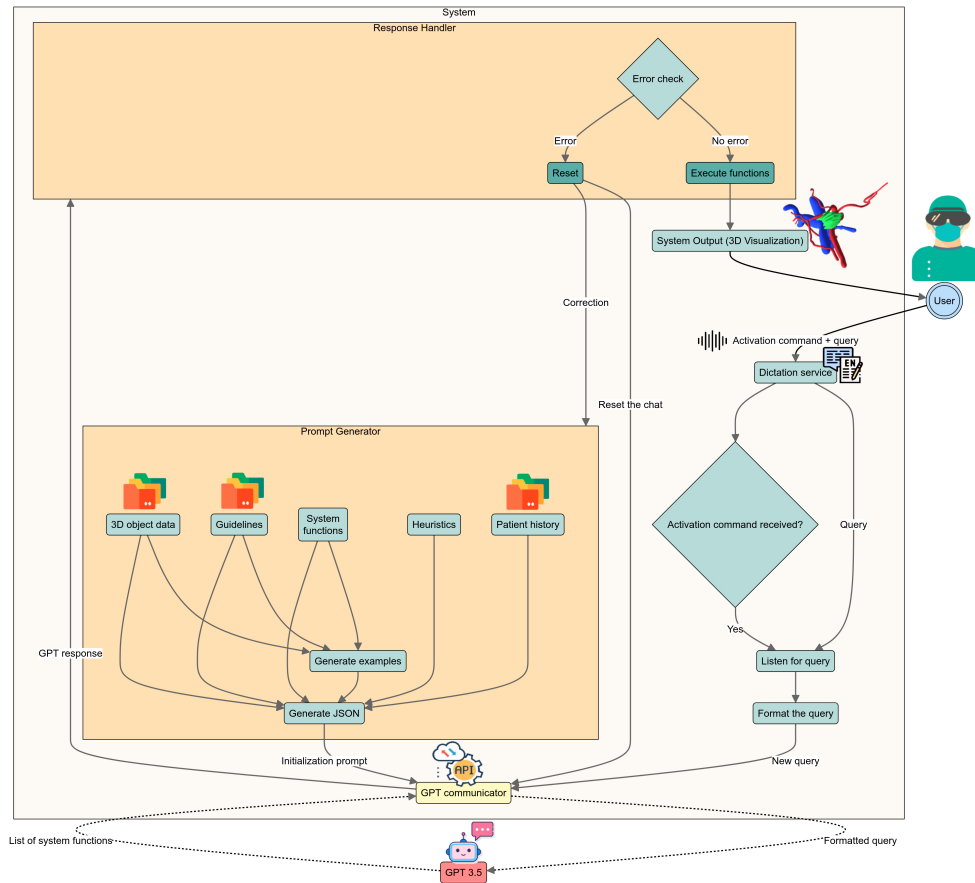 System
Response Handler
Error check
Error
No error
Reset
Execute functions
System Output (3D Visualization)
User
Correction
Activation command + query
EN
Dictation service
Reset the chat
Prompt Generator
3D object data
Guidelines
System
functions
Heuristics
Patient history
Activation command received?
Query
Yes
GPT response
Generate examples
Listen for query
Generate JSON
Format the query
Initialization prompt
New query
API
GPT communicator
List of system functions
Formatted query
GPT 3.5